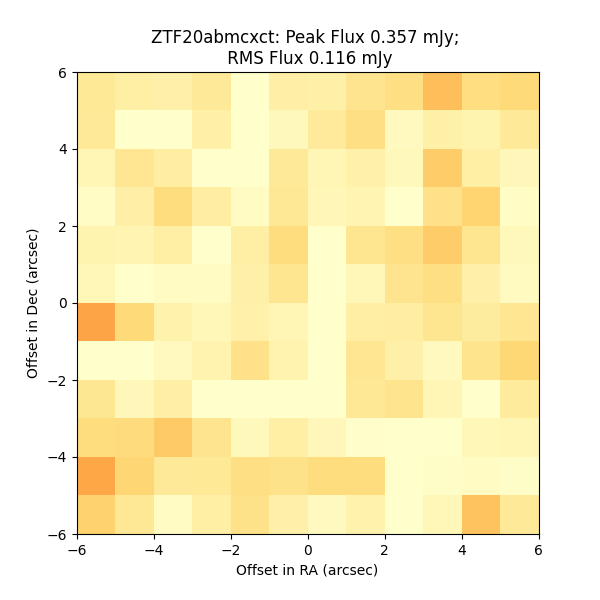 ZTF20abmcxct: Peak Flux 0.357 mJy;
RMS Flux 0.116 mJy
6
4
2
0
−2
−4
−6
Offset in Dec (arcsec)
−6 −4 −2 0 2 4 6
Offset in RA (arcsec)